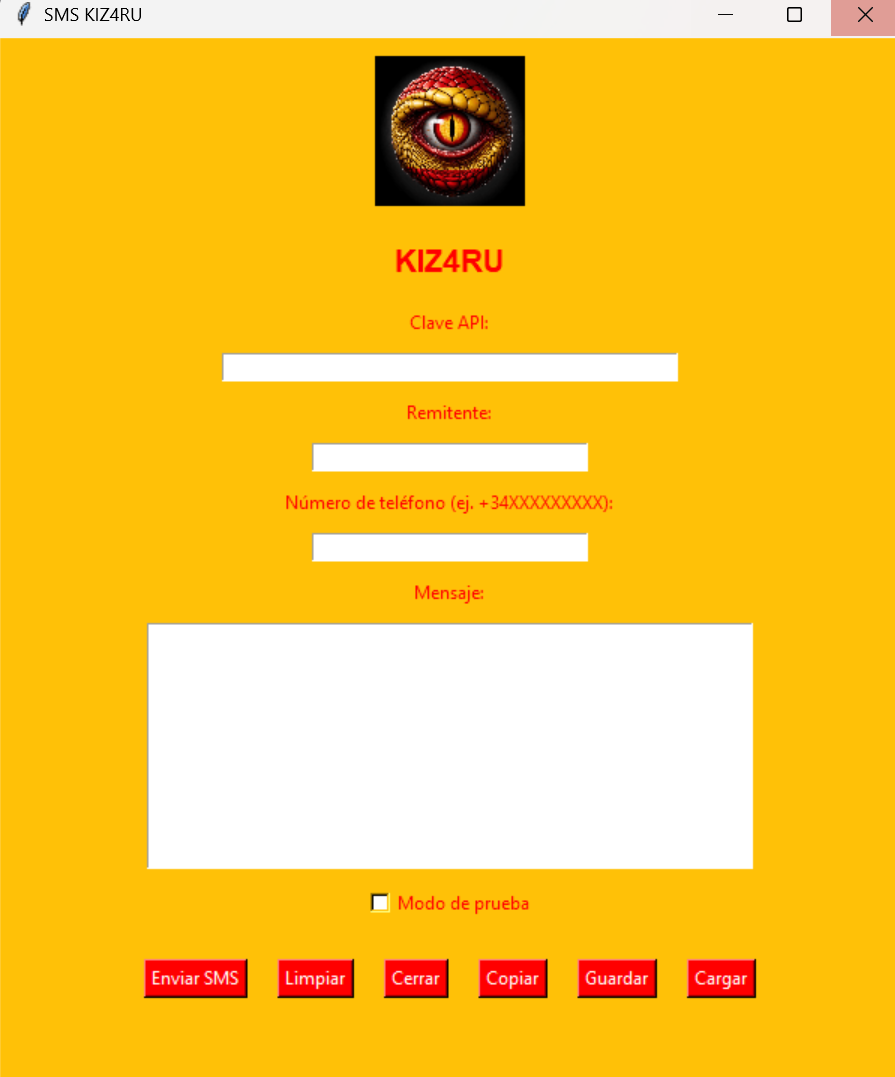 SMS KIZ4RU
KIZ4RU
Clave API:
Remitente:
Número de teléfono (ej. +34XXXXXXXXX):
Mensaje:
Modo de prueba
Enviar SMS Limpiar Cerrar Copiar Guardar Cargar